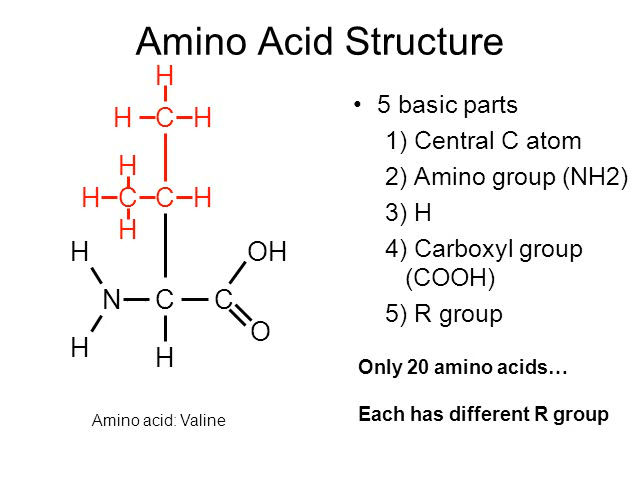 Amino Acid Structure
H
H C H
H
H C C H
H
H OH
N C C
O
H
H
Amino acid: Valine
• 5 basic parts
1) Central C atom
2) Amino group (NH2)
3) H
4) Carboxyl group
(COOH)
5) R group
Only 20 amino acids…
Each has different R group